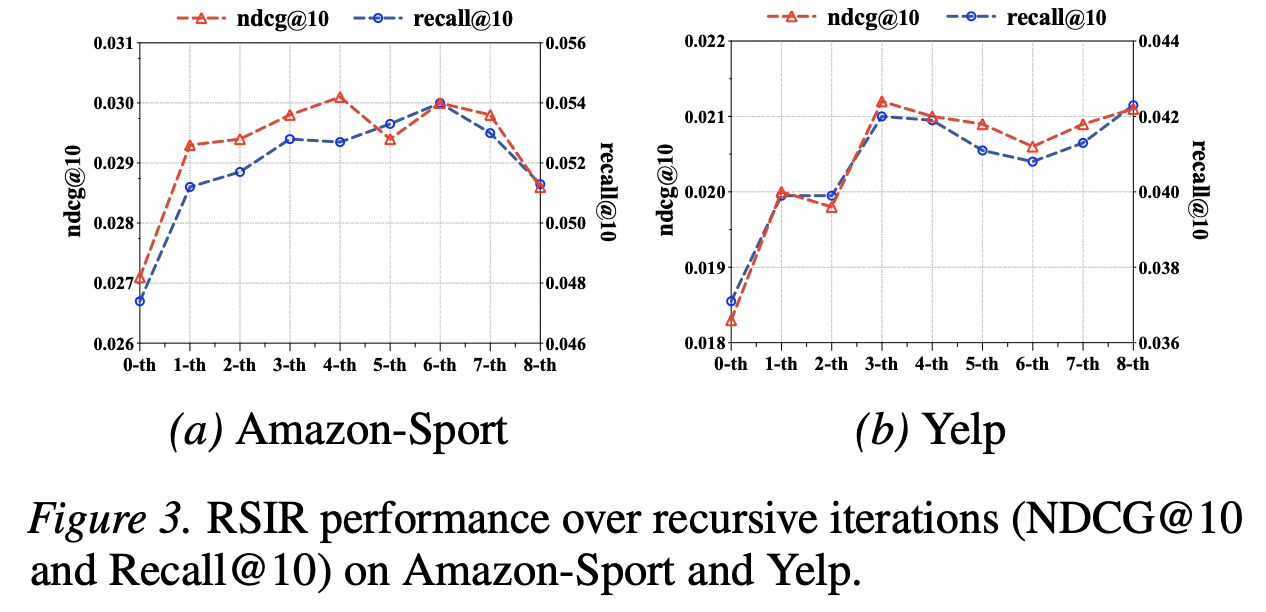 ndcg@10 recall@10
0.031
0.030
0.029
0.028
0.027
0.026
ndcg@10
0.056
0.054
0.052
0.050
0.048
0.046
recall@10
0-th 1-th 2-th 3-th 4-th 5-th 6-th 7-th 8-th
(a) Amazon-Sport
ndcg@10 recall@10
0.022
0.021
0.020
0.019
0.018
ndcg@10
0.044
0.042
0.040
0.038
0.036
recall@10
0-th 1-th 2-th 3-th 4-th 5-th 6-th 7-th 8-th
(b) Yelp
Figure 3. RSIR performance over recursive iterations (NDCG@10
and Recall@10) on Amazon-Sport and Yelp.